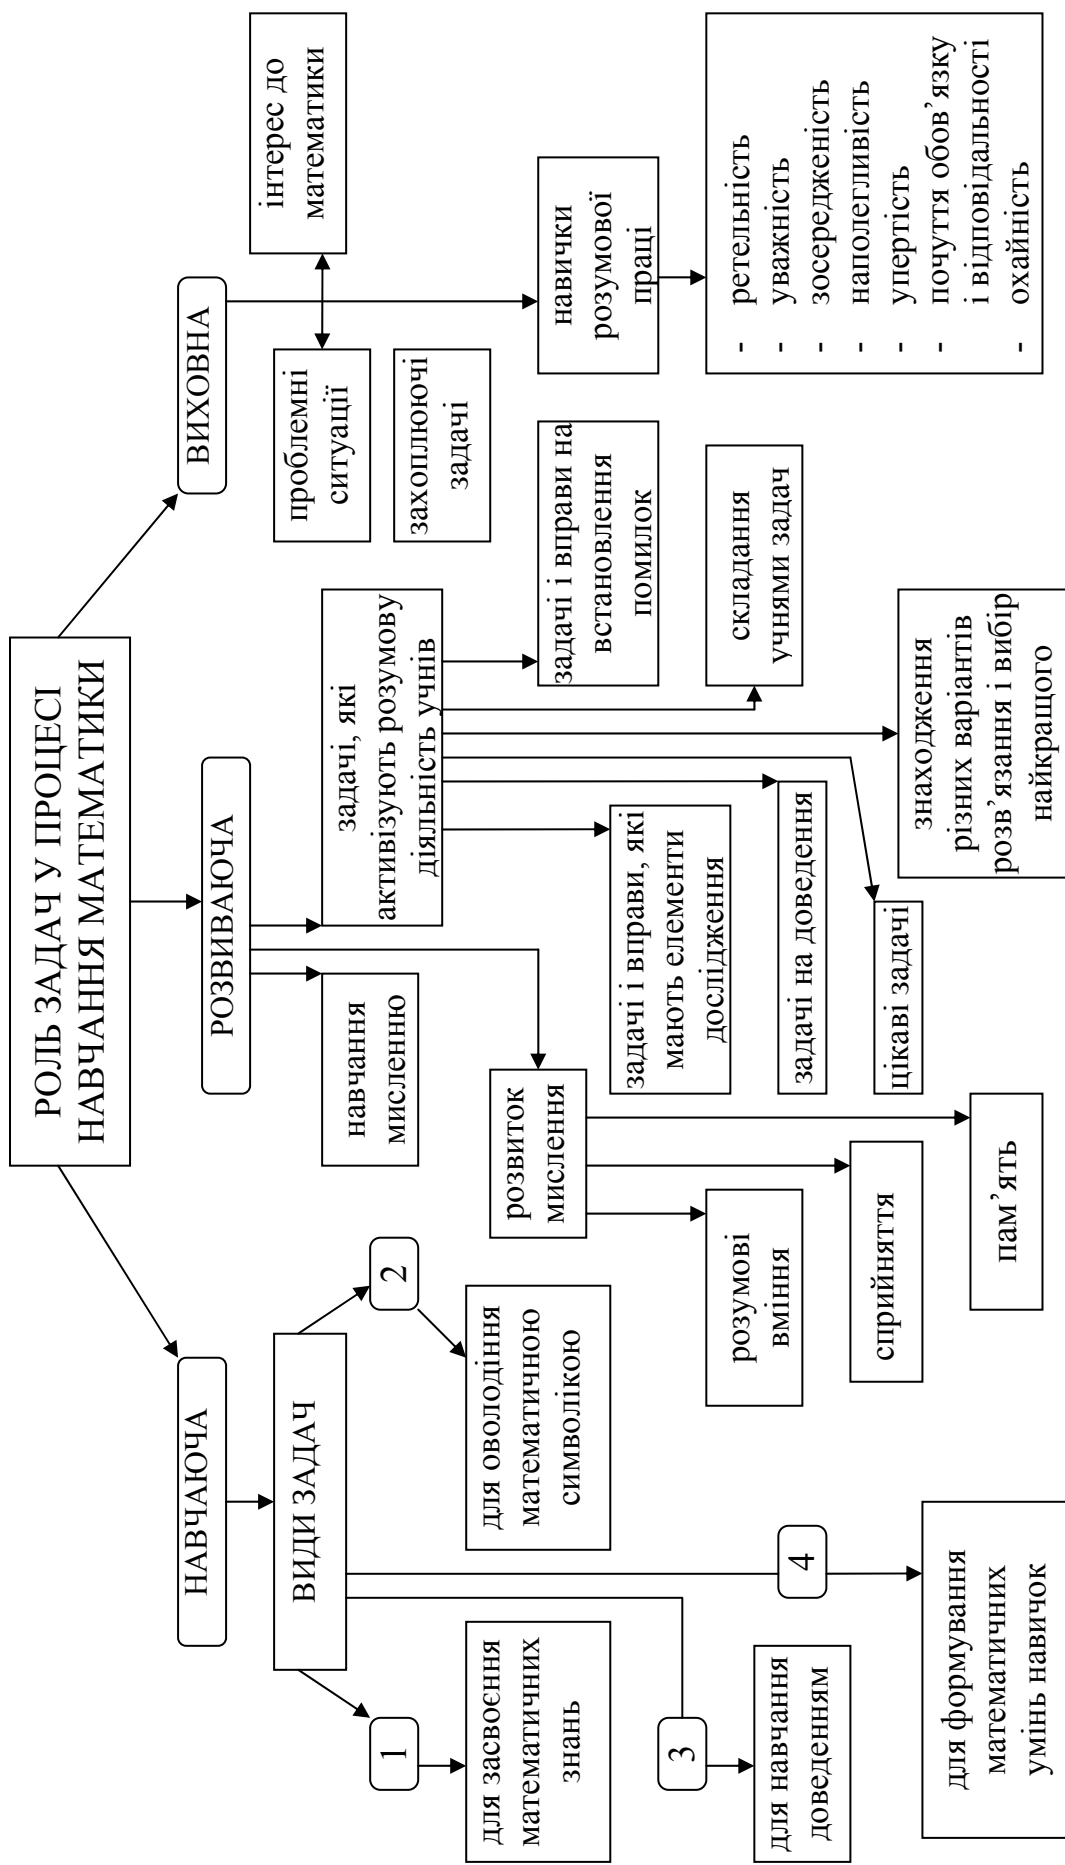 РОЛЬ ЗАДАЧ У ПРОЦЕСІ
НАВЧАННЯ МАТЕМАТИКИ
НАВЧАЮЧА
ВИДИ ЗАДАЧ
1
для засвоєння
математичних
знань
2
для оволодіння
математичною
символікою
3
для навчання
доведенням
4
для формування
математичних
умінь навичок
РОЗВИВАЮЧА
навчання
мисленню
розвиток
мислення
розумові
вміння
сприйняття
пам’ять
задачі, які
активізують розумову
діяльність учнів
задачі і вправи, які
мають елементи
дослідження
задачі на доведення
цікаві задачі
знаходження
різних варіантів
розв’язання і вибір
найкращого
складання
учнями задач
задачі і вправи на
встановлення
помилок
ВИХОВНА
проблемні
ситуації
захоплюючі
задачі
інтерес до
математики
навички
розумової
праці
- ретельність
- уважність
- зосередженість
- наполегливість
- упертість
- почуття обов’язку
і відповідальності
- охайність